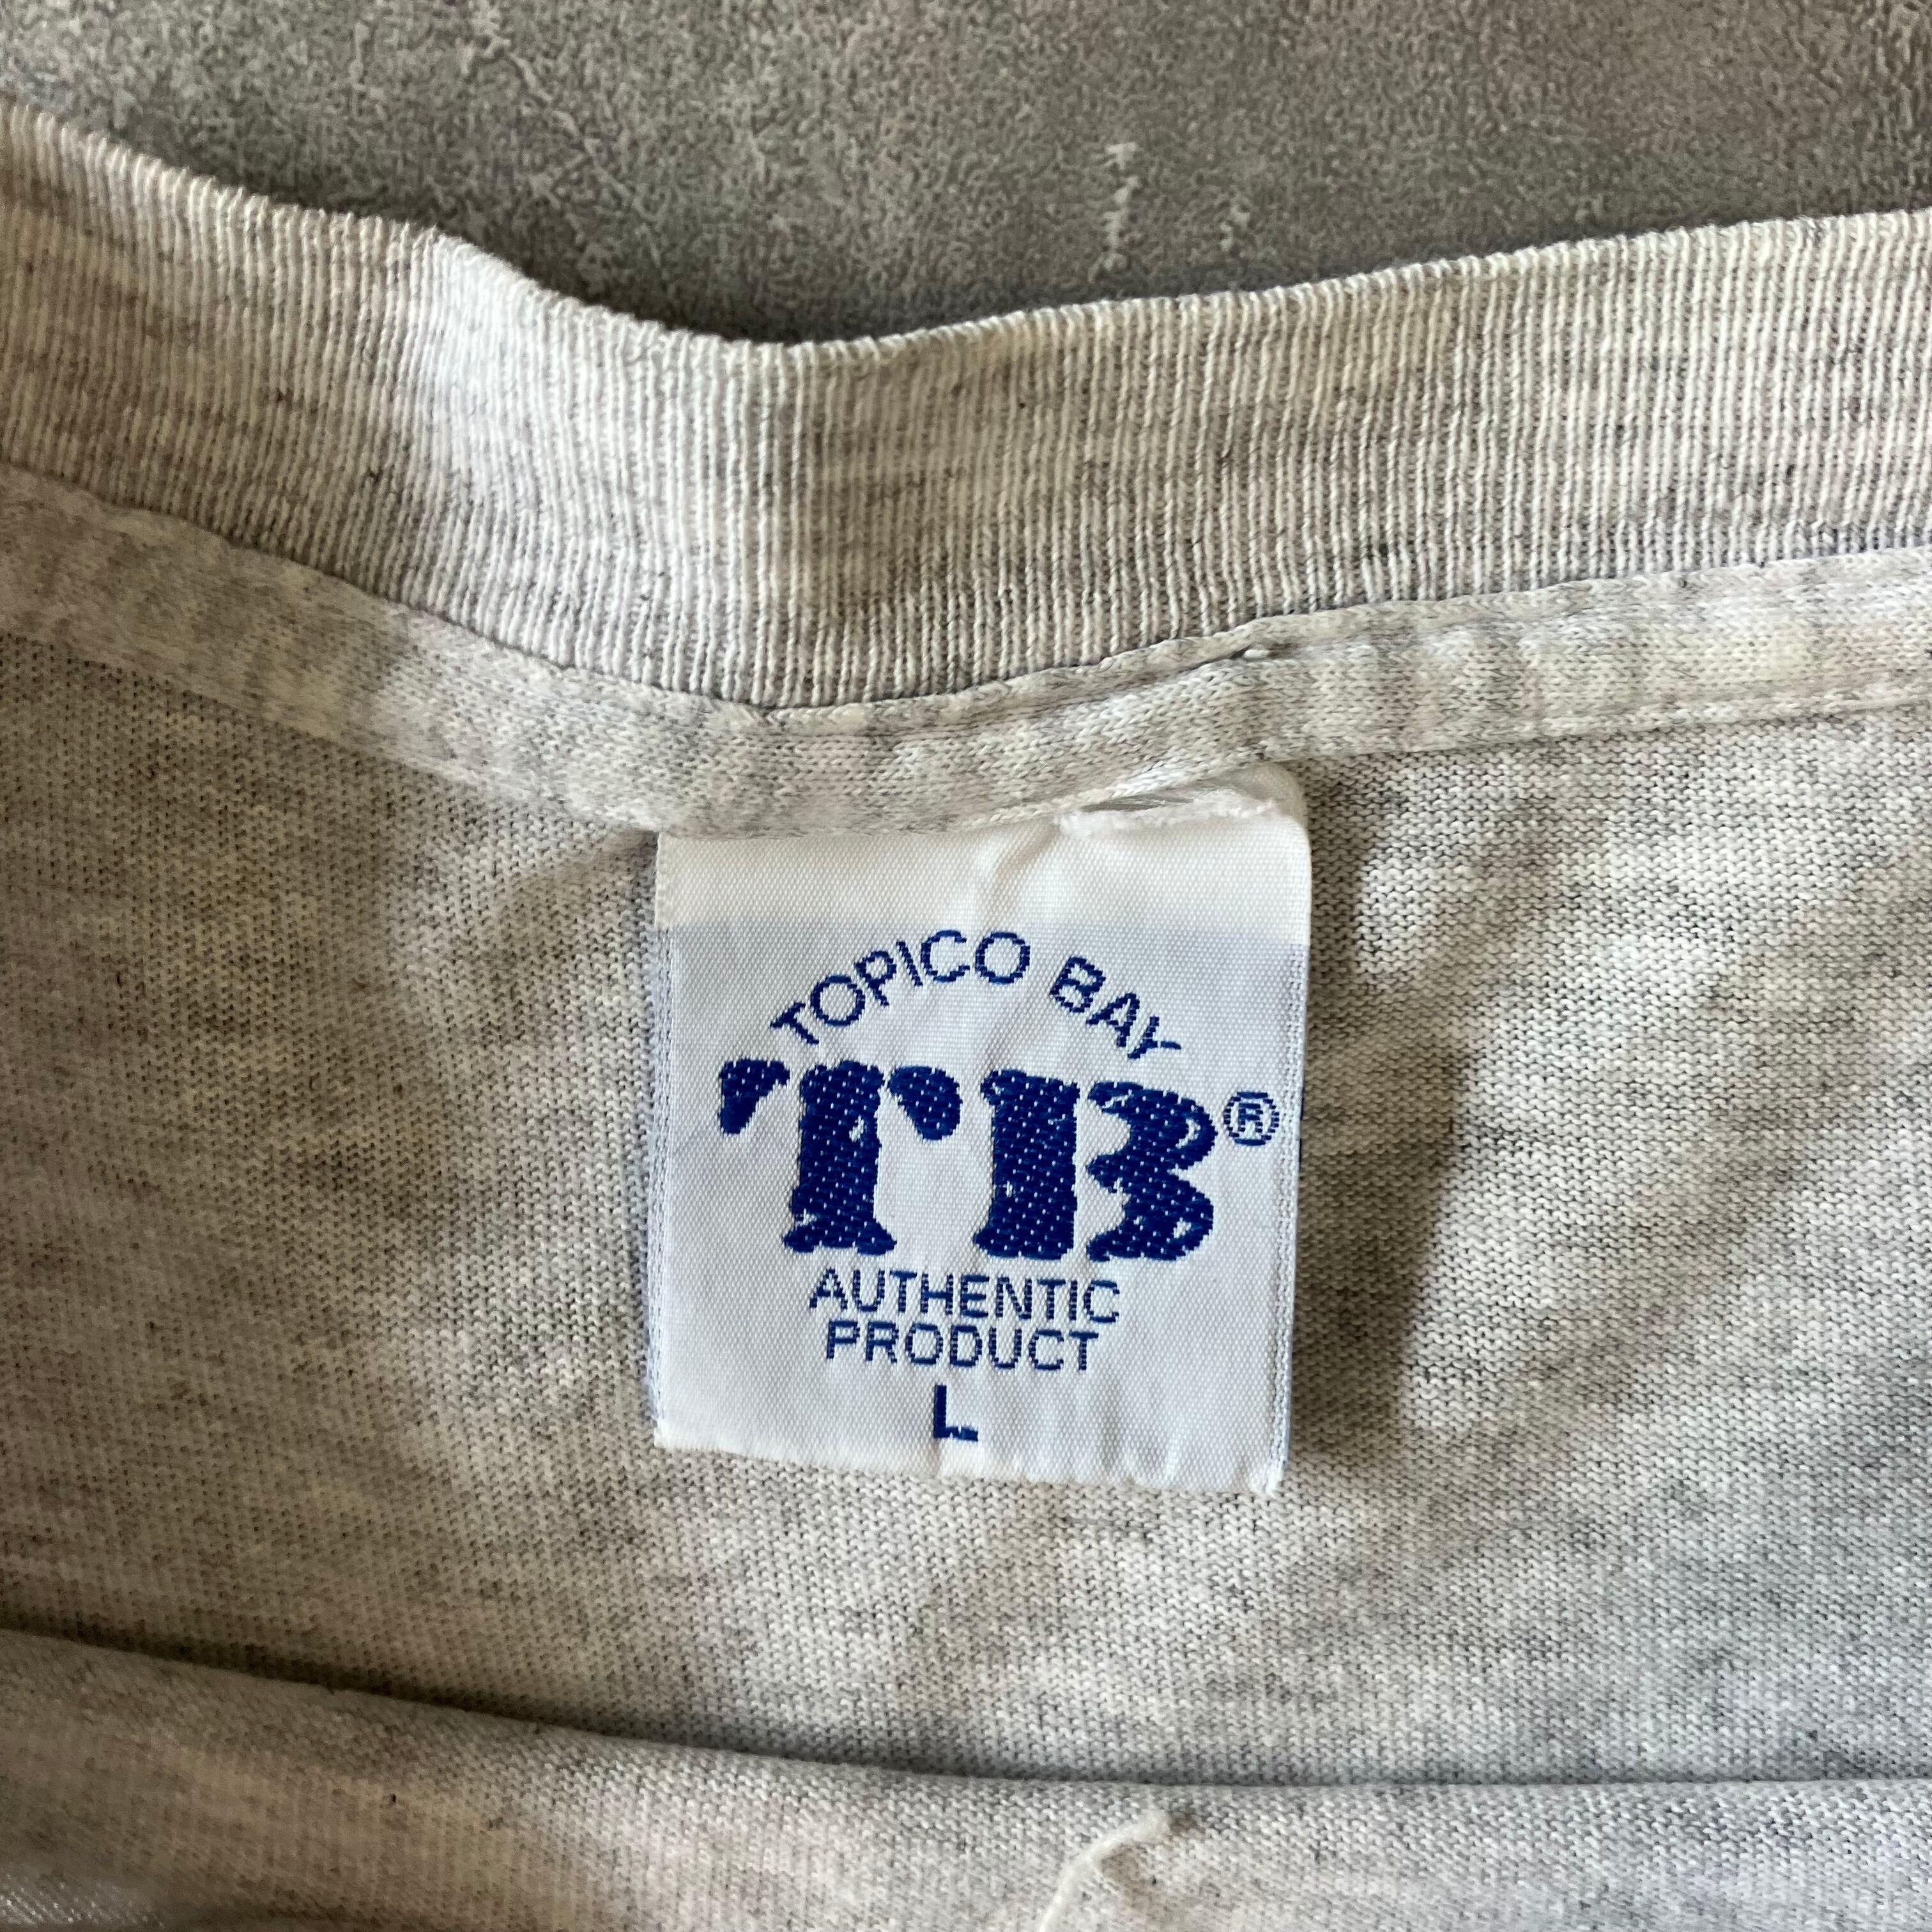 TOPICO BAY
TB®
AUTHENTIC
PRODUCT
L